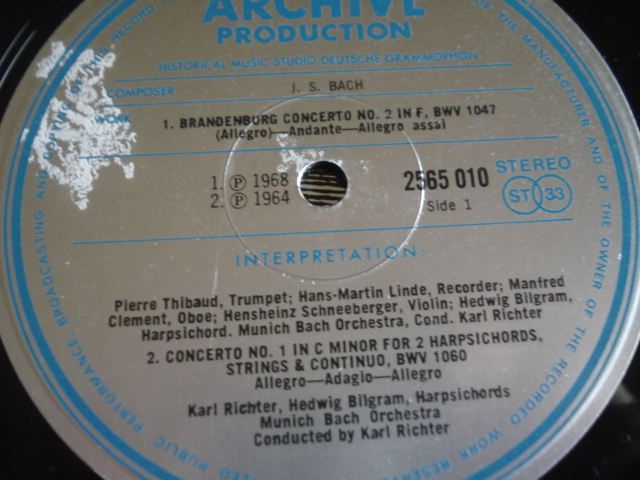 ARCHIVE
PRODUCTION
HISTORICAL MUSIC STUDIO DEUTSCHE GRAMMOPHON
COMPOSER J. S. BACH
WORK 1. BRANDENBURG CONCERTO NO. 2 IN F, BWV 1047
(Allegro)—Andante—Allegro assai
1. Ⓟ 1968
2. Ⓟ 1964
2565 010
Side 1
STEREO
ST 33
INTERPRETATION:
Pierre Thibaud, Trumpet; Hans-Martin Linde, Recorder; Manfred
Clement, Oboe; Hensheinz Schneeberger, Violin; Hedwig Bilgram,
Harpsichord. Munich Bach Orchestra, Cond. Karl Richter
2. CONCERTO NO. 1 IN C MINOR FOR 2 HARPSICHORDS,
STRINGS & CONTINUO, BWV 1060
Allegro—Adagio—Allegro
Karl Richter, Hedwig Bilgram, Harpsichords
Munich Bach Orchestra
Conducted by Karl Richter
PUBLIC PERFORMANCE BROADCASTING AND COPYING OF THIS RECORD
OF THE MANUFACTURER AND OF THE OWNER OF THE RECORDED WORK